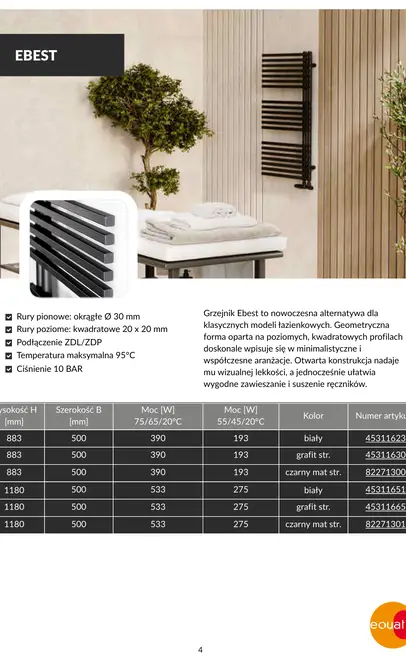 EBEST
Rury pionowe: okrągłe Ø 30 mm
Rury poziome: kwadratowe 20 x 20 mm
Podłączenie ZDL/ZDP
Temperatura maksymalna 95°C
Ciśnienie 10 BAR
Grzejnik Ebest to nowoczesna alternatywa dla
klasycznych modeli łazienkowych. Geometryczna
forma oparta na poziomych, kwadratowych profilach
doskonale wpisuje się w minimalistyczne i
współczesne aranżacje. Otwarta konstrukcja nadaje
mu wizualnej lekkości, a jednocześnie ułatwia
wygodne zawieszanie i suszenie ręczników.
ysokość H [mm] Szerokość B [mm] Moc [W] 75/65/20°C Moc [W] 55/45/20°C Kolor Numer artyku
883 500 390 193 biały 45311623
883 500 390 193 grafit str. 45311630
883 500 390 193 czarny mat str. 82271300
1180 500 533 275 biały 45311651
1180 500 533 275 grafit str. 45311665
1180 500 533 275 czarny mat str. 82271301
equat
4